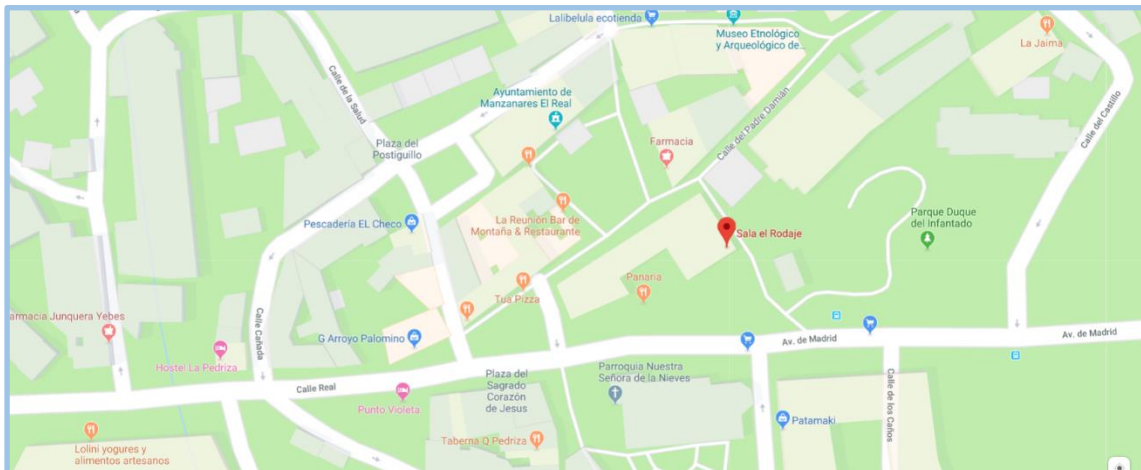 Lalibelula ecotienda
Museo Etnológico
y Arqueológico de...
La Jaima
Calle de la Salud
Ayuntamiento de
Manzanares El Real
Calle del Padre Damián
Calle del Castillo
Plaza del
Postiguillo
Farmacia
Pescadería EL Checo
La Reunión Bar de
Montaña & Restaurante
Sala el Rodaje
Parque Duque
del Infantado
Tua Pizza
Panaria
armacia Junquera Yebes
Calle Cañada
G Arroyo Palomino
Av. de Madrid
Av. de Madrid
Hostel La Pedriza
Calle Real
Punto Violeta
Plaza del
Sagrado
Corazón
de Jesus
Parroquia Nuestra
Señora de la Nieves
Calle de los Caños
Patamaki
Lolini yogures y
alimentos artesanos
Taberna Q Pedriza